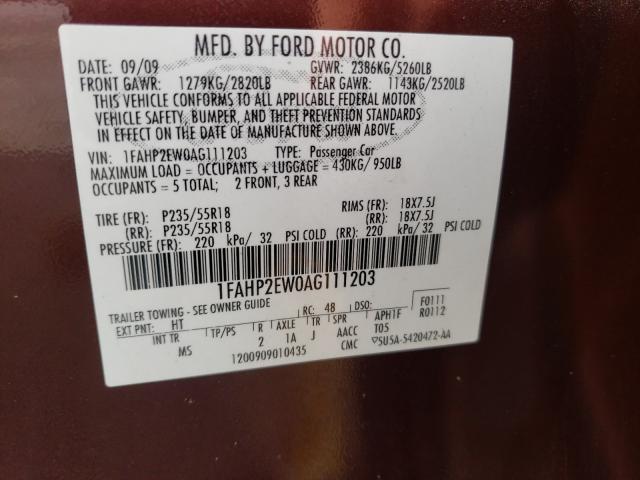 MFD. BY FORD MOTOR CO.
DATE: 09/09 GVWR: 2386KG/5260LB
FRONT GAWR: 1279KG/2820LB REAR GAWR: 1143KG/2520LB
THIS VEHICLE CONFORMS TO ALL APPLICABLE FEDERAL MOTOR
VEHICLE SAFETY, BUMPER, AND THEFT PREVENTION STANDARDS
IN EFFECT ON THE DATE OF MANUFACTURE SHOWN ABOVE.
VIN: 1FAHP2EW0AG111203 TYPE: Passenger Car
MAXIMUM LOAD = OCCUPANTS + LUGGAGE = 430KG/ 950LB
OCCUPANTS = 5 TOTAL; 2 FRONT, 3 REAR
TIRE (FR): P235/55R18 RIMS (FR): 18X7.5J
(RR): P235/55R18 (RR): 18X7.5J
PRESSURE (FR): 220 kPa/ 32 PSI COLD (RR): 220 kPa/ 32 PSI COLD
1FAHP2EW0AG111203
TRAILER TOWING - SEE OWNER GUIDE RC: 48 DSO: F0111
EXT PNT: HT TP/PS R AXLE TR SPR APH1F R0112
INT TR 2 1A J AACC T05
MS 1200909010435 CMC 5U5A-5420472-AA